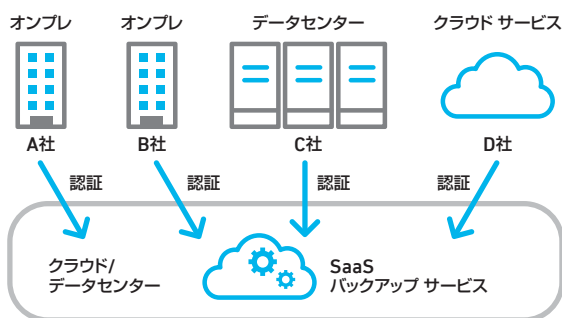 オンプレ
オンプレ
データセンター
クラウド サービス
A社
B社
C社
D社
認証
認証
認証
認証
クラウド/
データセンター
SaaS
バックアップ サービス